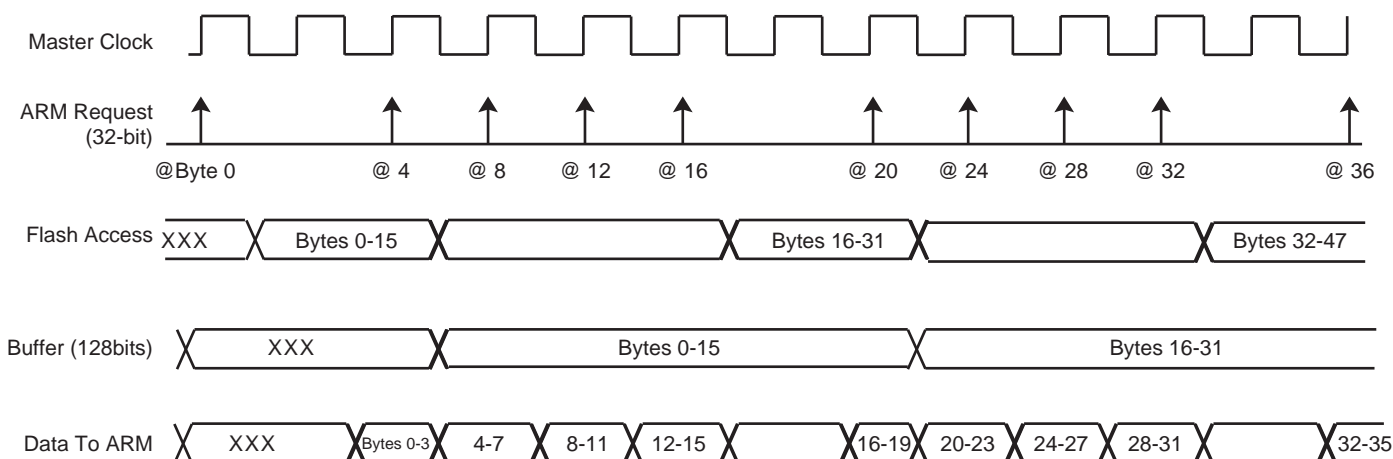 Master Clock
ARM Request
(32-bit)
@Byte 0 @ 4 @ 8 @ 12 @ 16 @ 20 @ 24 @ 28 @ 32 @ 36
Flash Access XXX Bytes 0-15 Bytes 16-31 Bytes 32-47
Buffer (128bits) XXX Bytes 0-15 Bytes 16-31
Data To ARM XXX Bytes 0-3 4-7 8-11 12-15 16-19 20-23 24-27 28-31 32-35